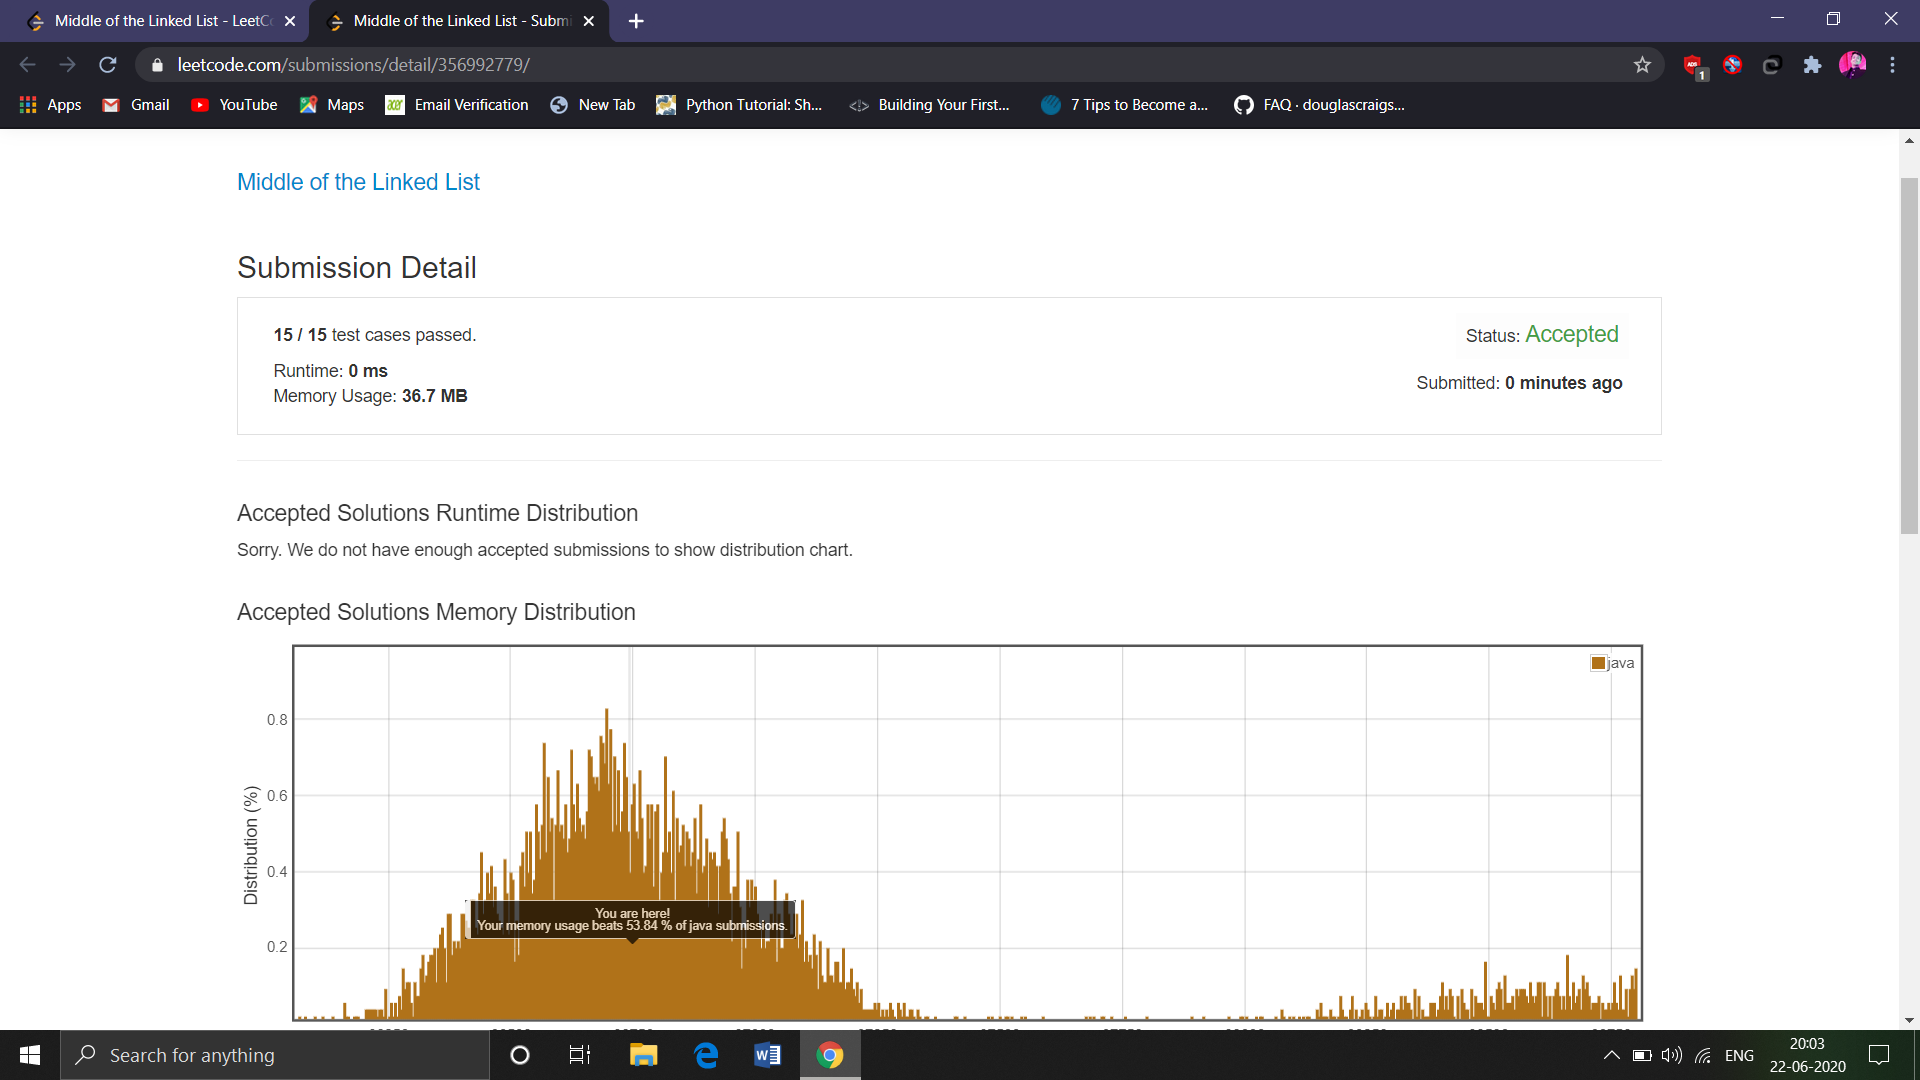 Middle of the Linked List - LeetCo
Middle of the Linked List - Submi
leetcode.com/submissions/detail/356992779/
ADS
1
Apps
Gmail
YouTube
Maps
acer
Email Verification
New Tab
Python Tutorial: Sh...
Building Your First...
7 Tips to Become a...
FAQ · douglascraigs...
Middle of the Linked List
Submission Detail
15 / 15 test cases passed.
Status: Accepted
Runtime: 0 ms
Submitted: 0 minutes ago
Memory Usage: 36.7 MB
Accepted Solutions Runtime Distribution
Sorry. We do not have enough accepted submissions to show distribution chart.
Accepted Solutions Memory Distribution
java
0.8
0.6
0.4
0.2
Distribution (%)
You are here!
Your memory usage beats 53.84 % of java submissions.
Search for anything
ENG
20:03
22-06-2020